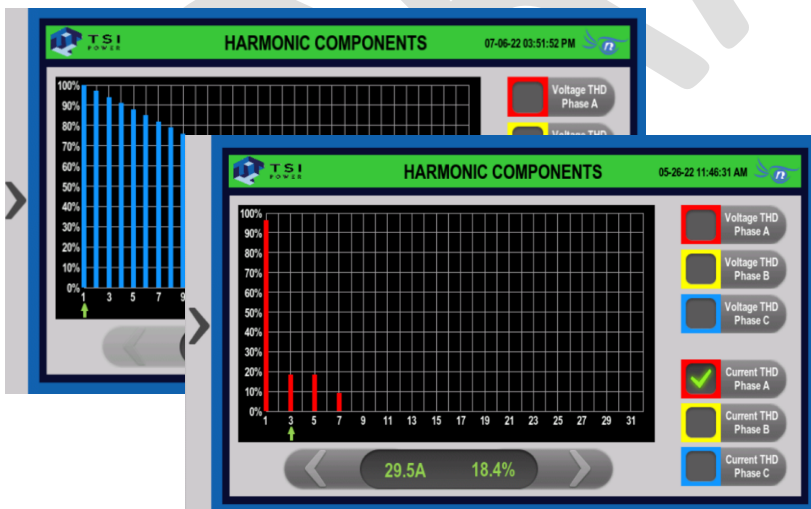 TSI
POWER
HARMONIC COMPONENTS
07-06-22 03:51:52 PM
n
100%
90%
80%
70%
60%
50%
40%
30%
20%
10%
0%
1 3 5 7 9
Voltage THD
Phase A
Voltage THD
TSI
POWER
HARMONIC COMPONENTS
05-26-22 11:46:31 AM
n
100%
90%
80%
70%
60%
50%
40%
30%
20%
10%
0%
1 3 5 7 9 11 13 15 17 19 21 23 25 27 29 31
Voltage THD
Phase A
Voltage THD
Phase B
Voltage THD
Phase C
Current THD
Phase A
Current THD
Phase B
Current THD
Phase C
29.5A 18.4%